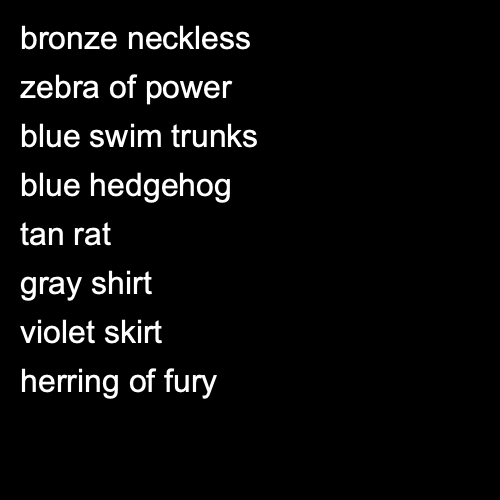 bronze neckless
zebra of power
blue swim trunks
blue hedgehog
tan rat
gray shirt
violet skirt
herring of fury